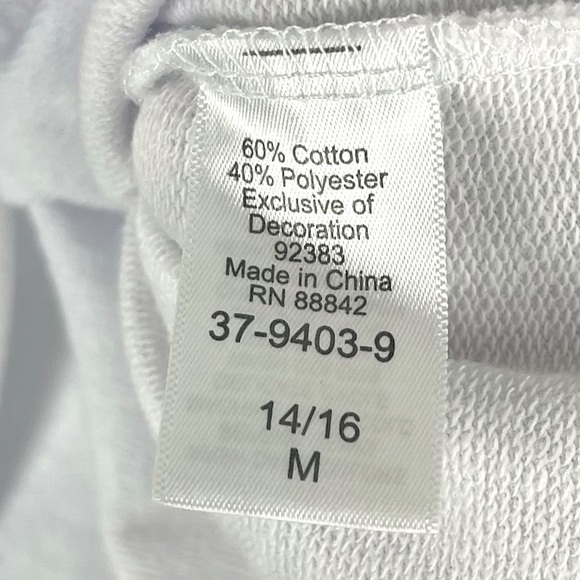 60% Cotton
40% Polyester
Exclusive of
Decoration
92383
Made in China
RN 88842
37-9403-9
14/16
M